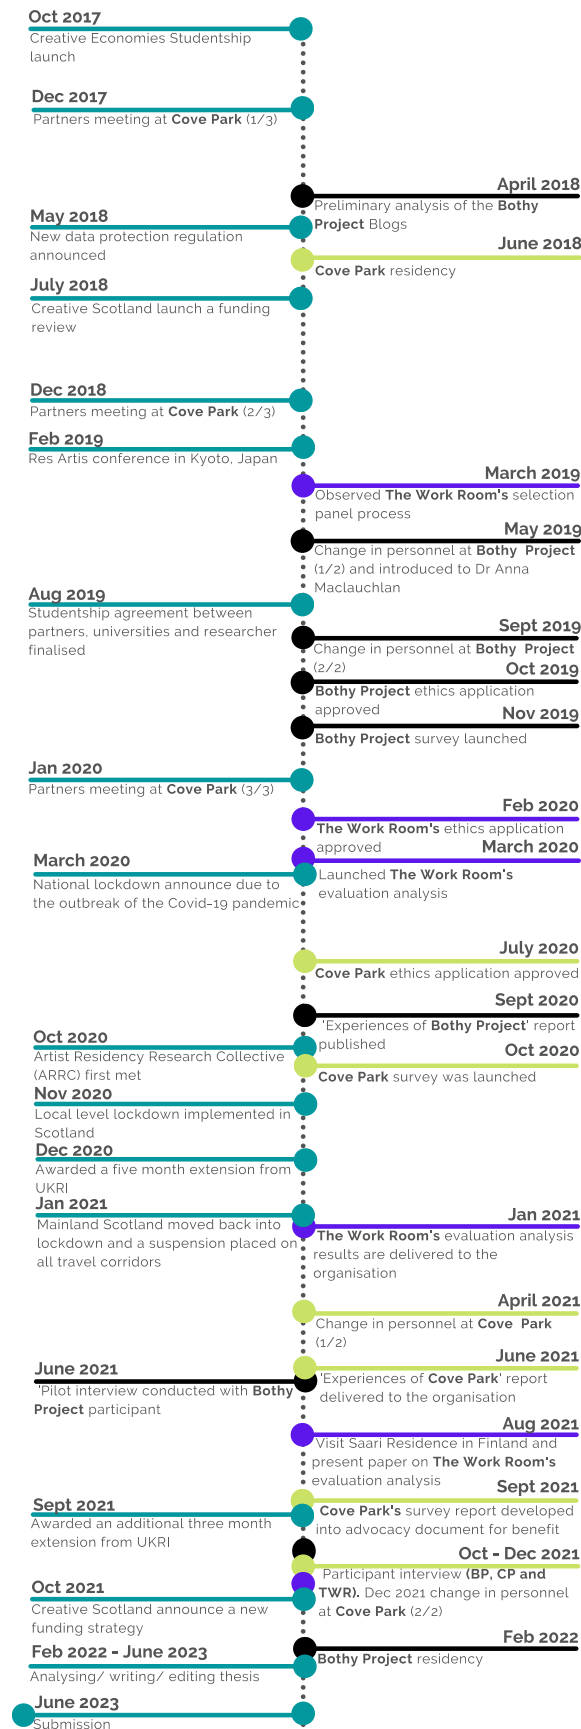 Oct 2017
Creative Economies Studentship
launch
Dec 2017
Partners meeting at Cove Park (1/3)
April 2018
Preliminary analysis of the Bothy
Project Blogs
May 2018
New data protection regulation
announced
June 2018
Cove Park residency
July 2018
Creative Scotland launch a funding
review
Dec 2018
Partners meeting at Cove Park (2/3)
Feb 2019
Res Artis conference in Kyoto, Japan
March 2019
Observed The Work Room's selection
panel process
May 2019
Change in personnel at Bothy Project
(1/2) and introduced to Dr Anna
Maclauchlan
Aug 2019
Studentship agreement between
partners, universities and researcher
finalised
Sept 2019
Change in personnel at Bothy Project
(2/2)
Oct 2019
Bothy Project ethics application
approved
Nov 2019
Bothy Project survey launched
Jan 2020
Partners meeting at Cove Park (3/3)
Feb 2020
The Work Room's ethics application
approved
March 2020
Launched The Work Room's
evaluation analysis
March 2020
National lockdown announce due to
the outbreak of the Covid-19 pandemic
July 2020
Cove Park ethics application approved
Sept 2020
'Experiences of Bothy Project' report
published
Oct 2020
Artist Residency Research Collective
(ARRC) first met
Oct 2020
Cove Park survey was launched
Nov 2020
Local level lockdown implemented in
Scotland
Dec 2020
Awarded a five month extension from
UKRI
Jan 2021
Mainland Scotland moved back into
lockdown and a suspension placed on
all travel corridors
Jan 2021
The Work Room's evaluation analysis
results are delivered to the
organisation
April 2021
Change in personnel at Cove Park
(1/2)
June 2021
'Experiences of Cove Park' report
delivered to the organisation
June 2021
'Pilot interview conducted with Bothy
Project participant
Aug 2021
Visit Saari Residence in Finland and
present paper on The Work Room's
evaluation analysis
Sept 2021
Cove Park's survey report developed
into advocacy document for benefit
Sept 2021
Awarded an additional three month
extension from UKRI
Oct - Dec 2021
Participant interview (BP, CP and
TWR). Dec 2021 change in personnel
at Cove Park (2/2)
Oct 2021
Creative Scotland announce a new
funding strategy
Feb 2022
Bothy Project residency
Feb 2022 - June 2023
Analysing/ writing/ editing thesis
June 2023
Submission